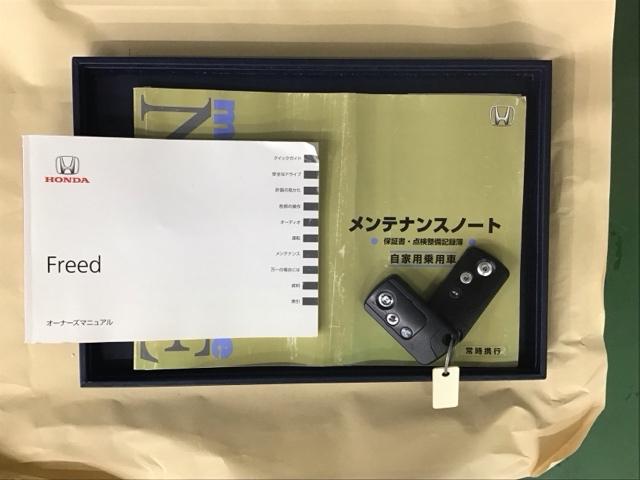 HONDA
Freed
オーナーズマニュアル
クイックガイド
安全なドライブ
計器の見かた
各部の操作
オーディオ
運転
メンテナンス
万一の場合には
資料
索引
メンテナンスノート
保証書・点検整備記録簿
自家用乗用車
常時携行